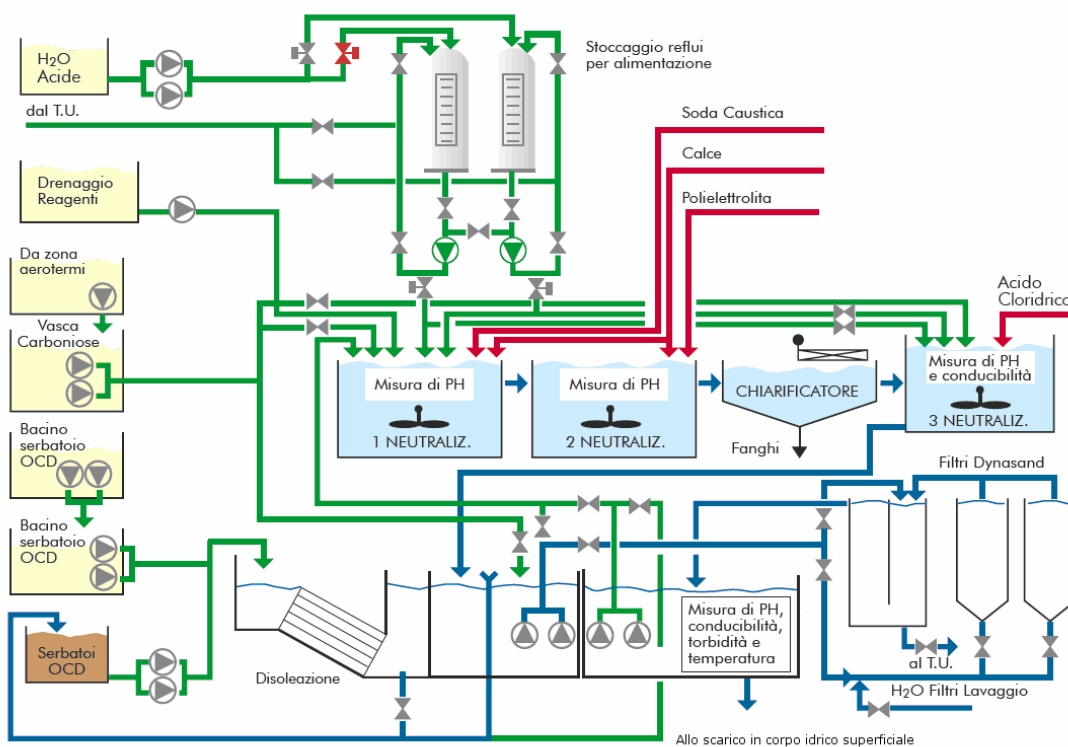 H2O
Acide
Stoccaggio reflui
per alimentazione
dal T.U.
Soda Caustica
Calce
Drenaggio
Reagenti
Polielettrolita
Da zona
aerotermi
Acido
Cloridrico
Vasca
Carboniose
Misura di PH
1 NEUTRALIZ.
Misura di PH
2 NEUTRALIZ.
CHIARIFICATORE
Fanghi
Misura di PH
e conducibilità
3 NEUTRALIZ.
Bacino
serbatoio
OCD
Filtri Dynasand
Bacino
serbatoio
OCD
Serbatoi
OCD
Disoleazione
Misura di PH,
conducibilità,
torbidità e
temperatura
al T.U.
H2O Filtri Lavaggio
Allo scarico in corpo idrico superficiale